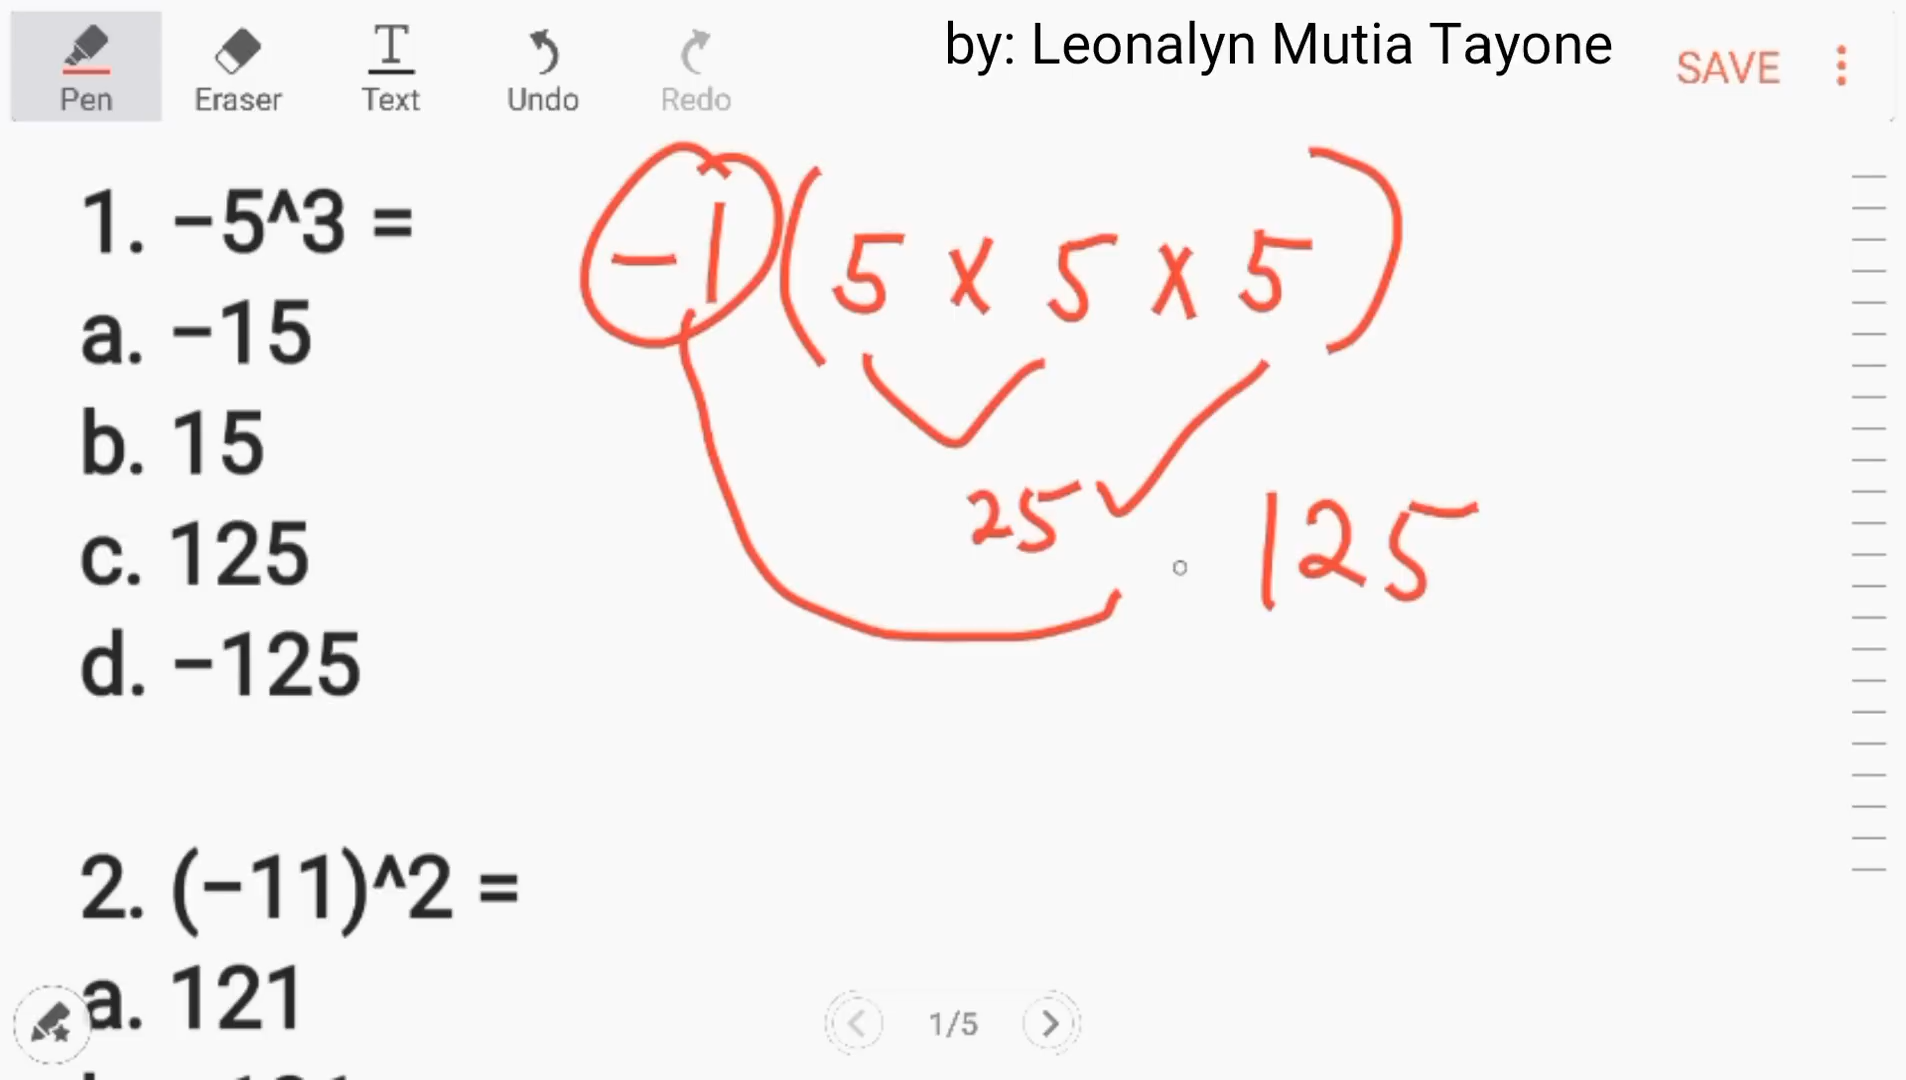 Pen
Eraser
Text
Undo
Redo
by: Leonalyn Mutia Tayone
SAVE
1. −5^3 =
a. −15
b. 15
c. 125
d. −125
−1 (5 x 5 x 5)
25
125
2. (−11)^2 =
a. 121
1/5